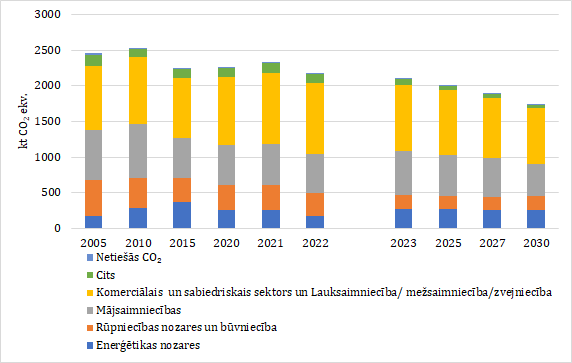 3000
2500
2000
1500
1000
500
0
kt CO₂ ekv.
2005 2010 2015 2020 2021 2022 2023 2025 2027 2030
Netiešās CO₂
Cits
Komerciālais un sabiedriskais sektors un Lauksaimniecība/ mežsaimniecība/zvejniecība
Mājsaimniecības
Rūpniecības nozares un būvniecība
Enerģētikas nozares